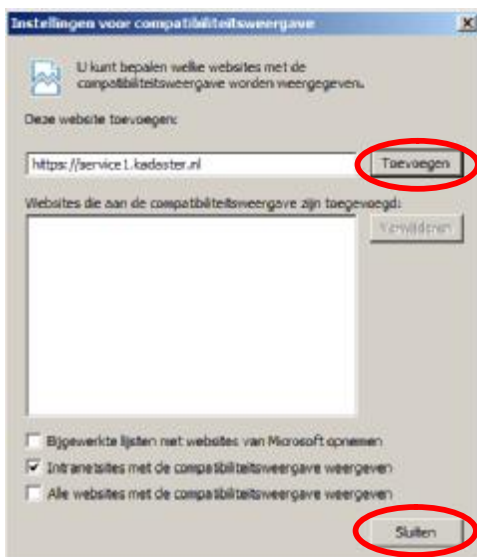 Instellingen voor compatibiliteitsweergave
U kunt bepalen welke websites met de
compatibiliteitsweergave worden weergegeven.
Deze website toevoegen:
https://service1.kadaster.nl
Toevoegen
Websites die aan de compatibiliteitsweergave zijn toegevoegd:
Verwijderen
Bijgewerkte lijsten met websites van Microsoft opnemen
Intranetsites met de compatibiliteitsweergave weergeven
Alle websites met de compatibiliteitsweergave weergeven
Sluiten